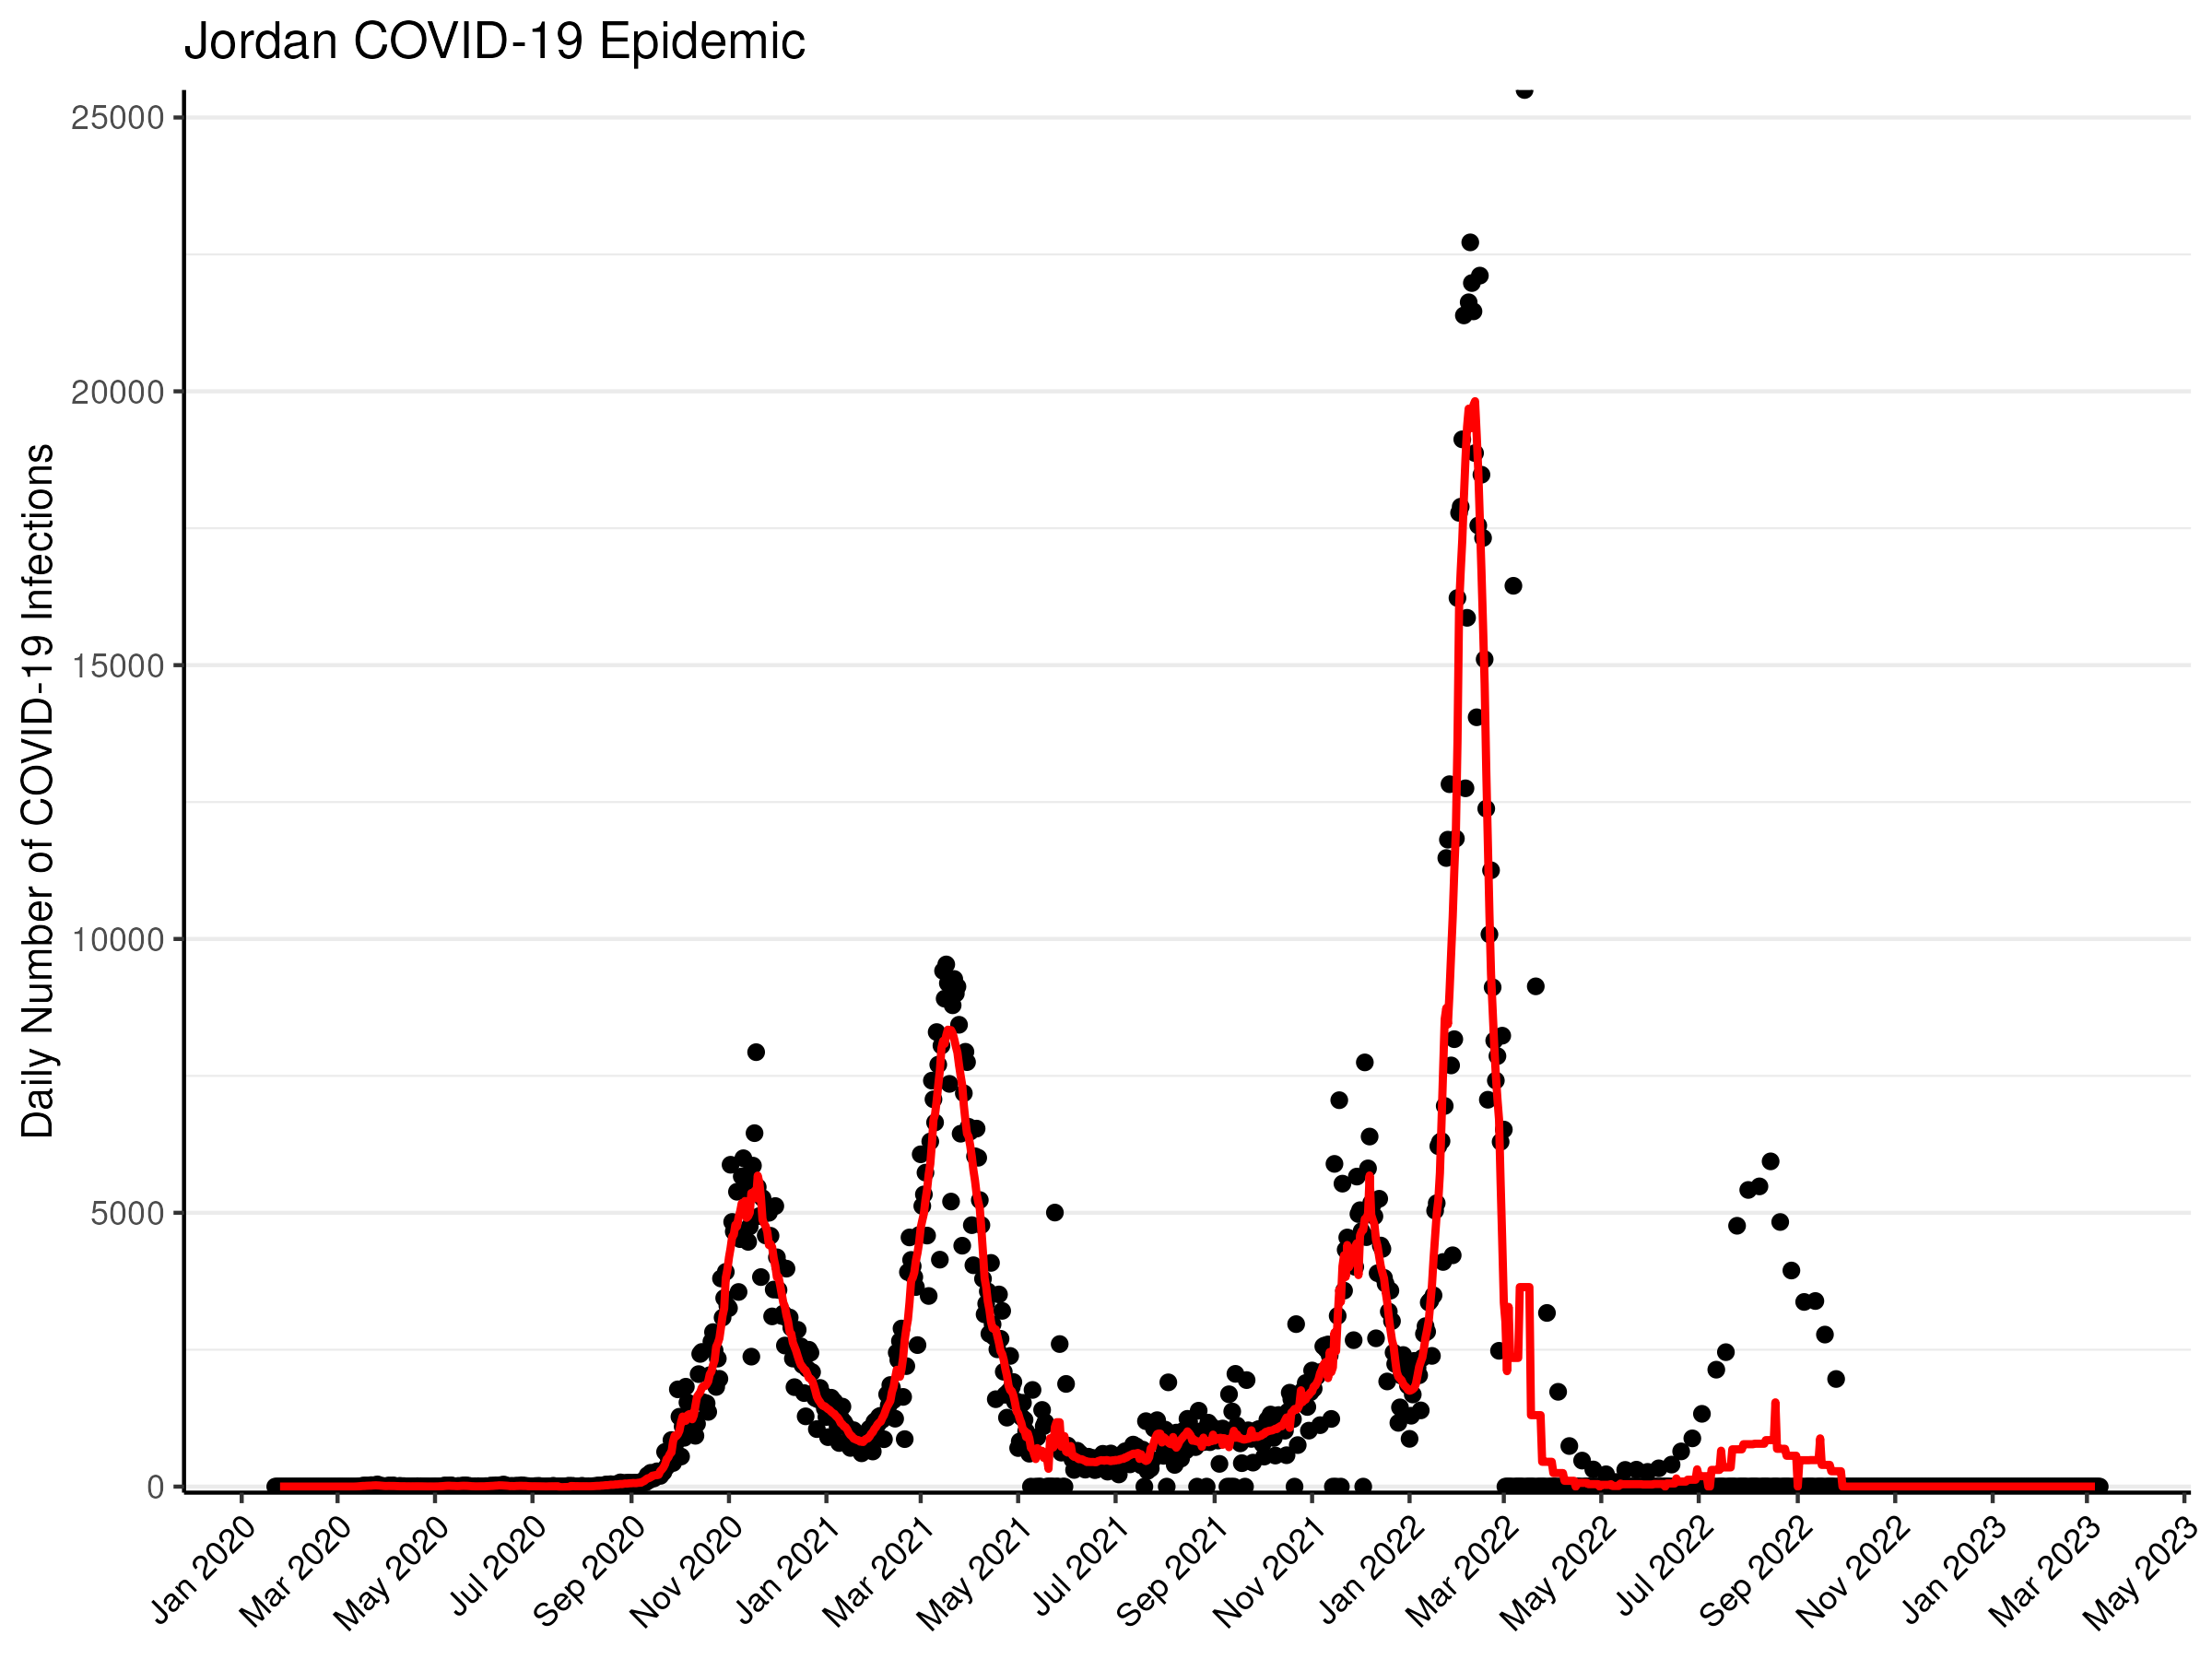 Jordan COVID-19 Epidemic
Daily Number of COVID-19 Infections
25000
20000
15000
10000
5000
0
Jan 2020
Mar 2020
May 2020
Jul 2020
Sep 2020
Nov 2020
Jan 2021
Mar 2021
May 2021
Jul 2021
Sep 2021
Nov 2021
Jan 2022
Mar 2022
May 2022
Jul 2022
Sep 2022
Nov 2022
Jan 2023
Mar 2023
May 2023